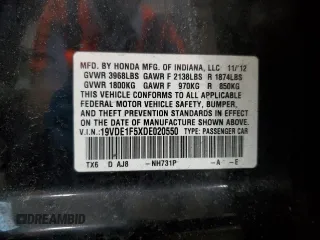 MFD. BY HONDA MFG. OF INDIANA, LLC 11/12
GVWR 3968LBS GAWR F 2138LBS R 1874LBS
GVWR 1800KG GAWR F 970KG R 850KG
THIS VEHICLE CONFORMS TO ALL APPLICABLE
FEDERAL MOTOR VEHICLE SAFETY, BUMPER,
AND THEFT PREVENTION STANDARDS IN EFFECT
ON THE DATE OF MANUFACTURE SHOWN ABOVE.
V.I.N. 19VDE1F5XDE020550 TYPE: PASSENGER CAR
TX6 D AJ8 -NH731P -A -E
DREAMBID